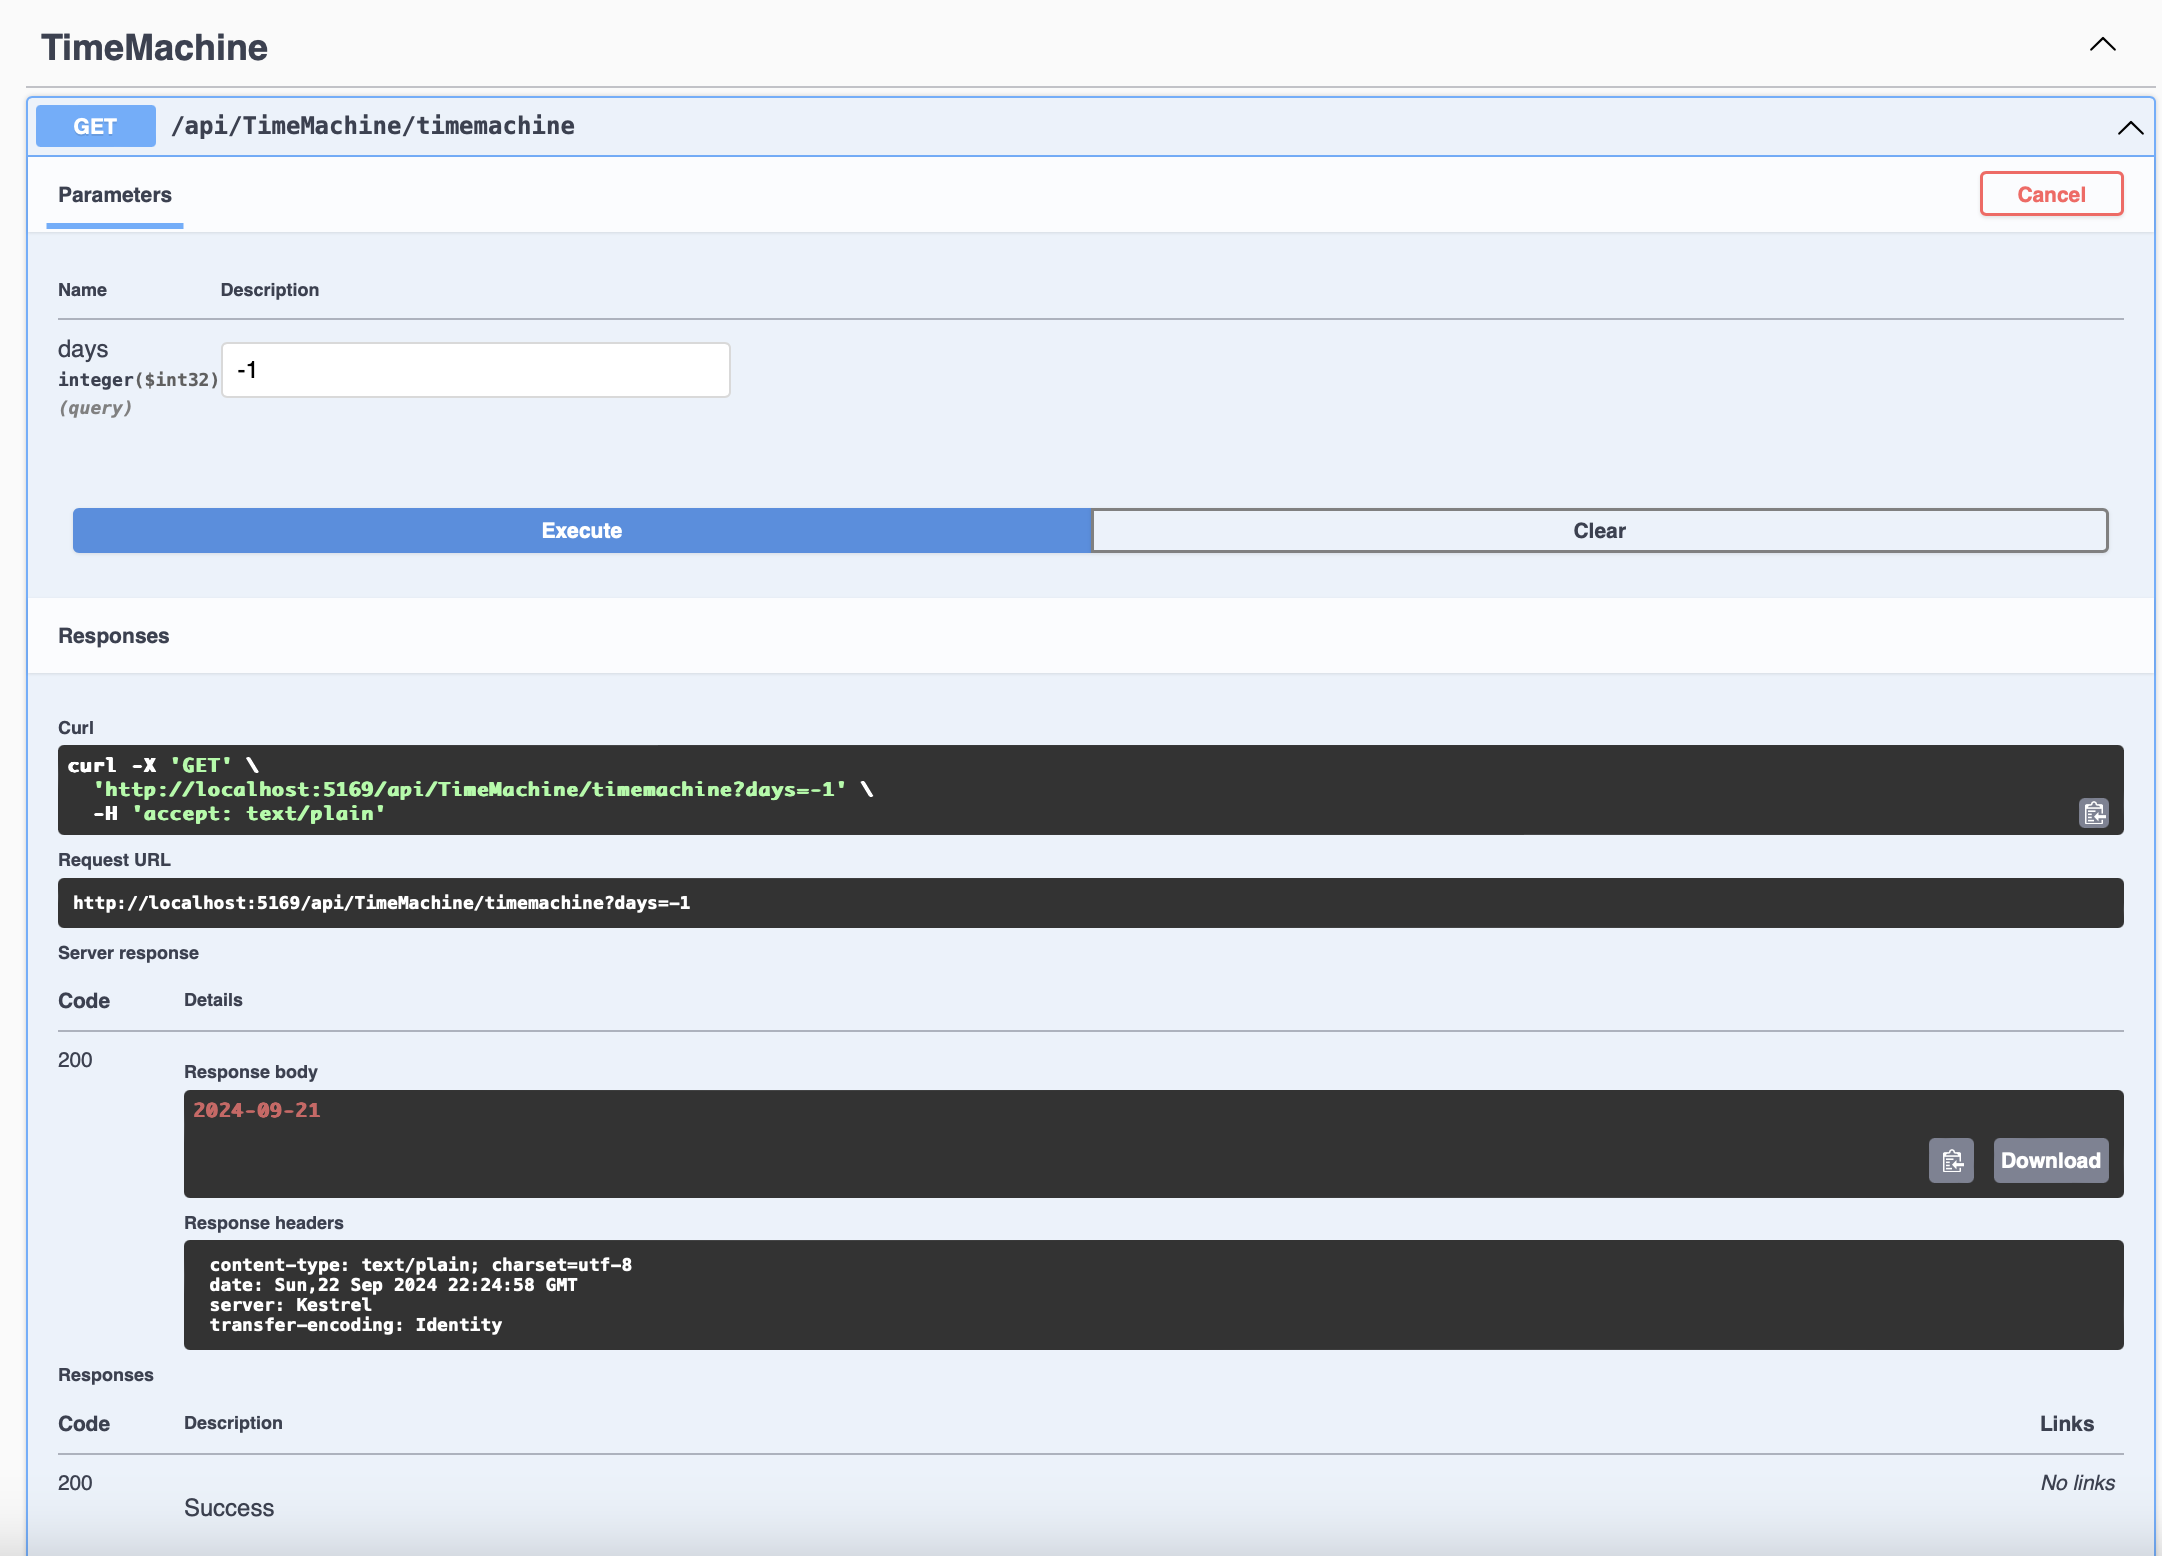 TimeMachine
GET /api/TimeMachine/timemachine
Parameters
Cancel
Name Description
days
integer($int32)
(query)
-1
Execute
Clear
Responses
Curl
curl -X 'GET' \
'http://localhost:5169/api/TimeMachine/timemachine?days=-1' \
-H 'accept: text/plain'
Request URL
http://localhost:5169/api/TimeMachine/timemachine?days=-1
Server response
Code Details
200
Response body
2024-09-21
Download
Response headers
content-type: text/plain; charset=utf-8
date: Sun,22 Sep 2024 22:24:58 GMT
server: Kestrel
transfer-encoding: Identity
Responses
Code Description Links
200
Success
No links